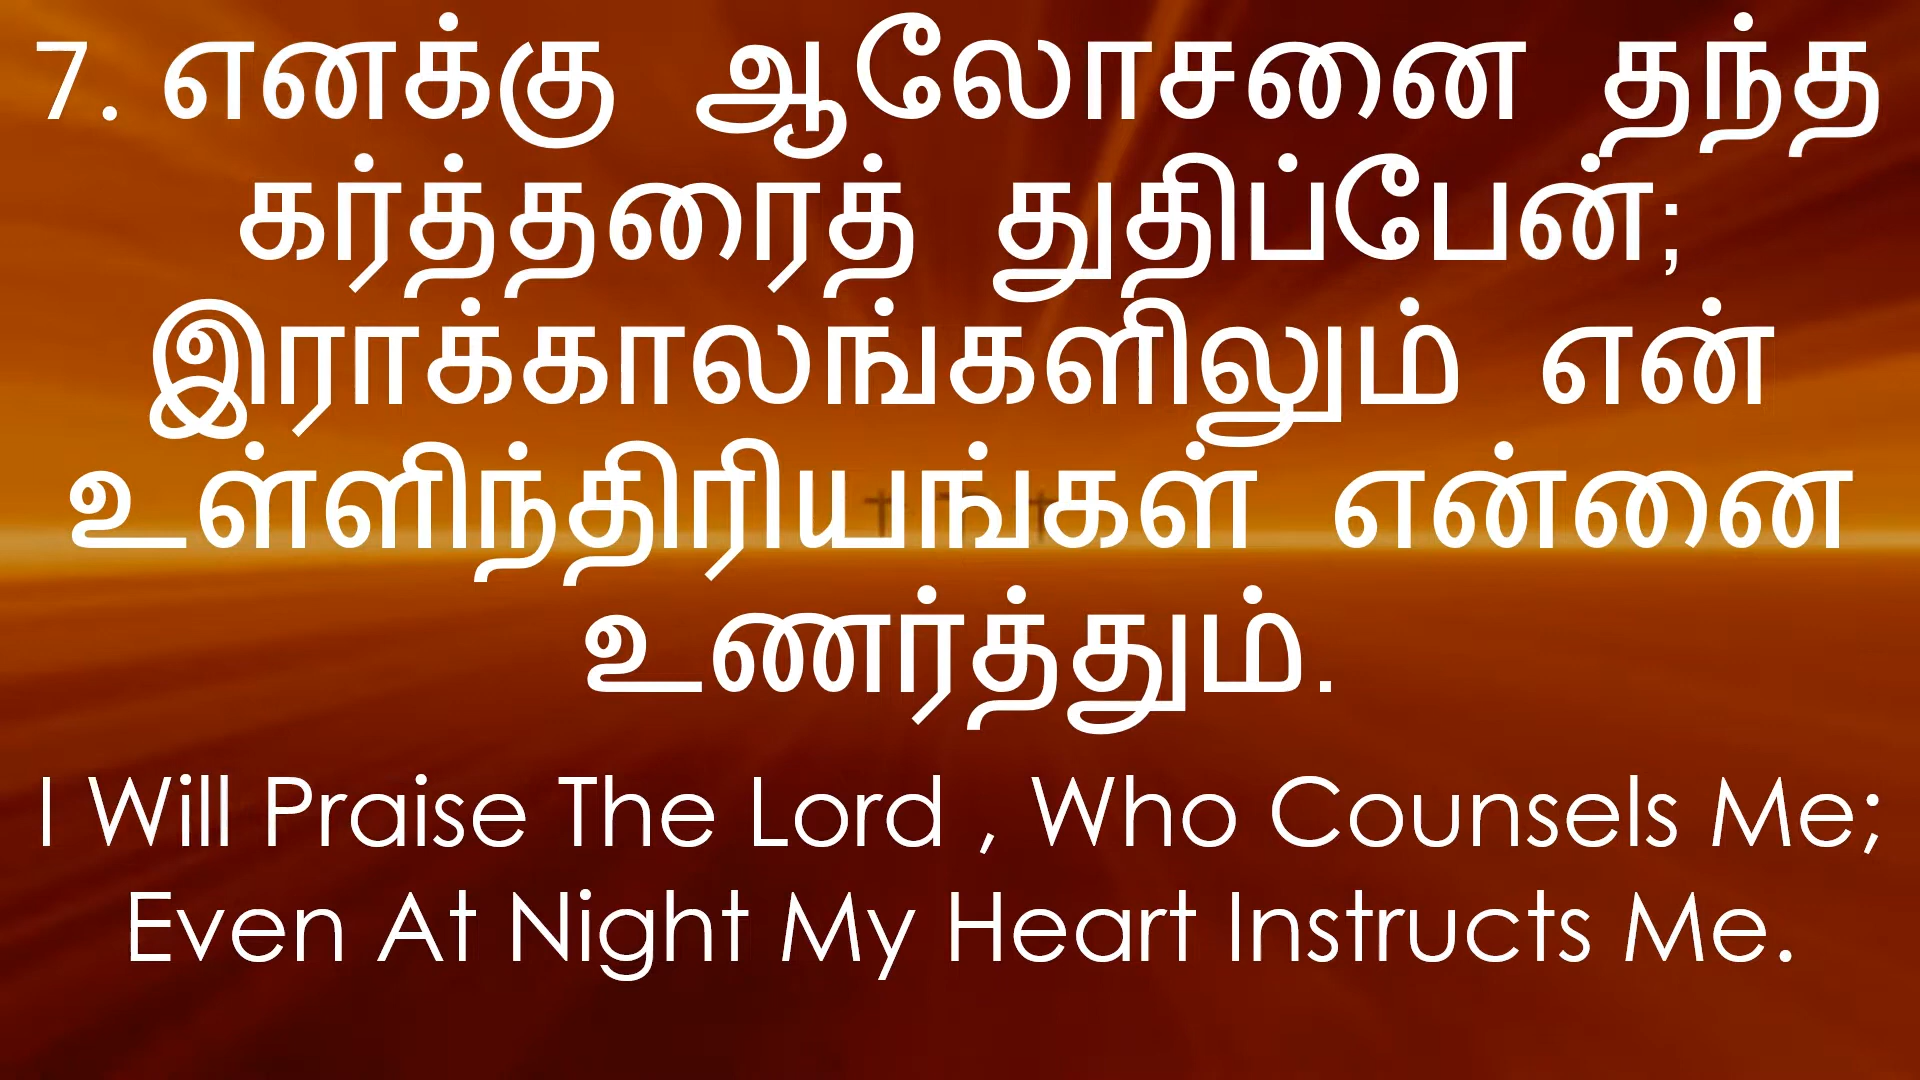 7. எனக்கு ஆலோசனை தந்த
கர்த்தரைத் துதிப்பேன்;
இராக்காலங்களிலும் என்
உள்ளிந்திரியங்கள் என்னை
உணர்த்தும்.
I Will Praise The Lord , Who Counsels Me;
Even At Night My Heart Instructs Me.